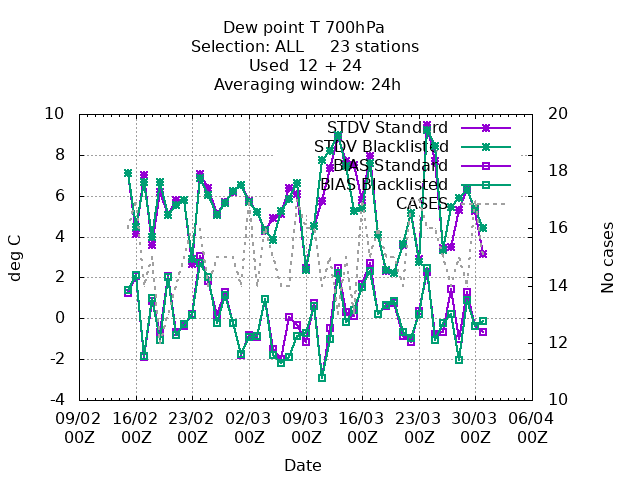 Dew point T 700hPa
Selection: ALL 23 stations
Used 12 + 24
Averaging window: 24h
10 20
STDV Standard
STDV Blacklisted
BIAS Standard
BIAS Blacklisted
CASES
8 18
6
4 16
2 14
0
-2 12
-4 10
deg C
No cases
09/02 16/02 23/02 02/03 09/03 16/03 23/03 30/03 06/04
00Z 00Z 00Z 00Z 00Z 00Z 00Z 00Z 00Z
Date